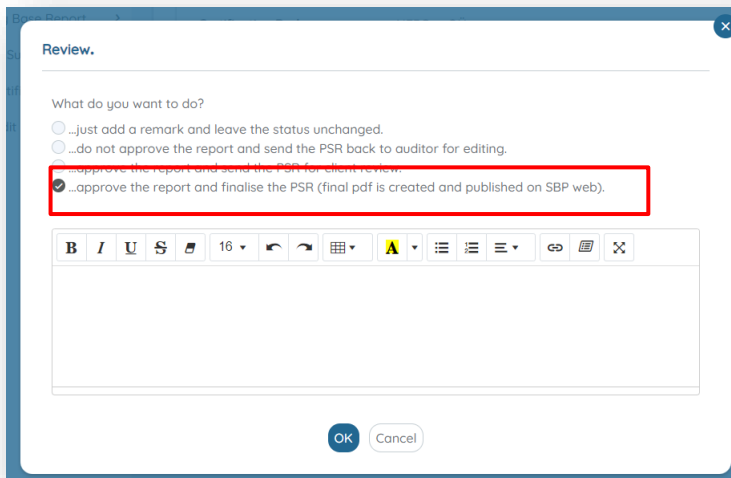 Base Report
Review.
What do you want to do?
...just add a remark and leave the status unchanged.
...do not approve the report and send the PSR back to auditor for editing.
...approve the report and send the PSR for client review.
...approve the report and finalise the PSR (final pdf is created and published on SBP web).
B I U S 16 A
OK Cancel